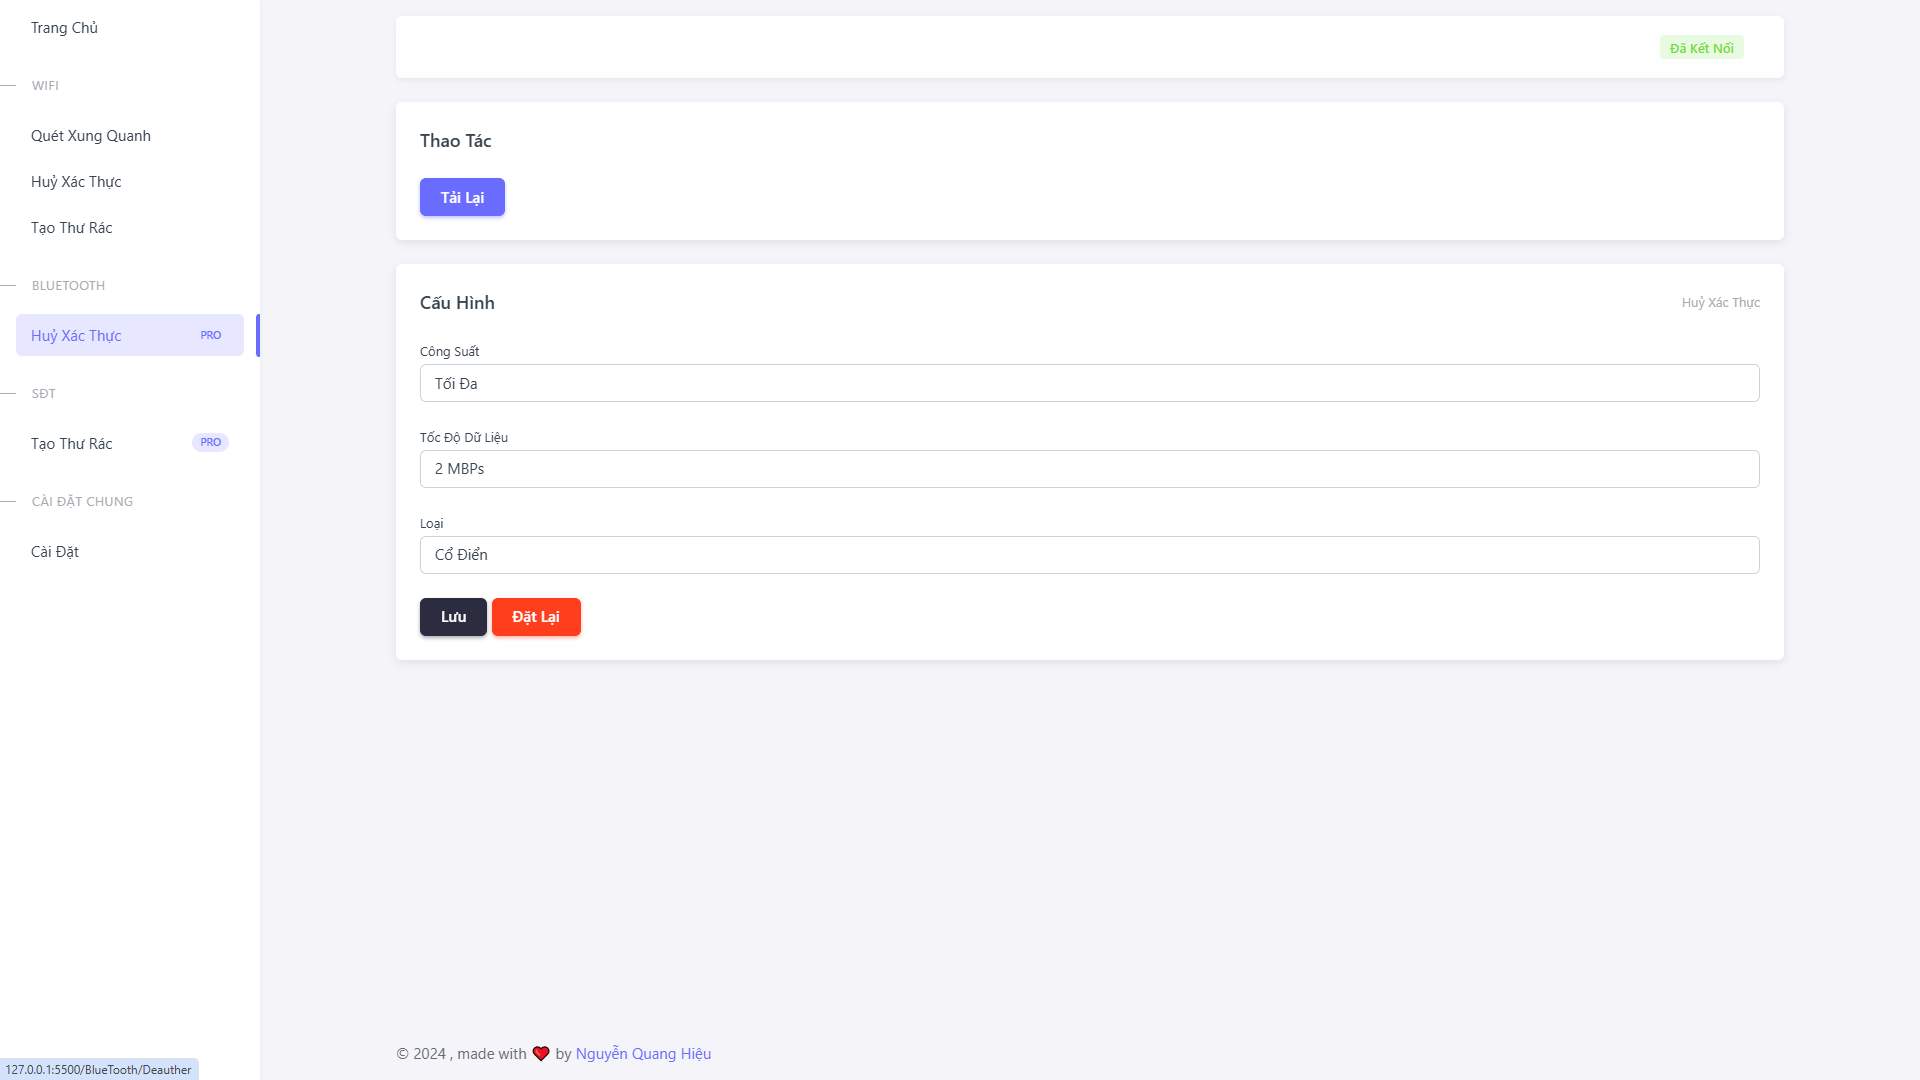 Trang Chủ
WIFI
Quét Xung Quanh
Huỷ Xác Thực
Tạo Thư Rác
BLUETOOTH
Huỷ Xác Thực PRO
SĐT
Tạo Thư Rác PRO
CÀI ĐẶT CHUNG
Cài Đặt
Đã Kết Nối
Thao Tác
Tải Lại
Cấu Hình Huỷ Xác Thực
Công Suất
Tối Đa
Tốc Độ Dữ Liệu
2 MBPs
Loại
Cổ Điển
Lưu Đặt Lại
© 2024 , made with ❤️ by Nguyễn Quang Hiệu
127.0.0.1:5500/BlueTooth/Deauther